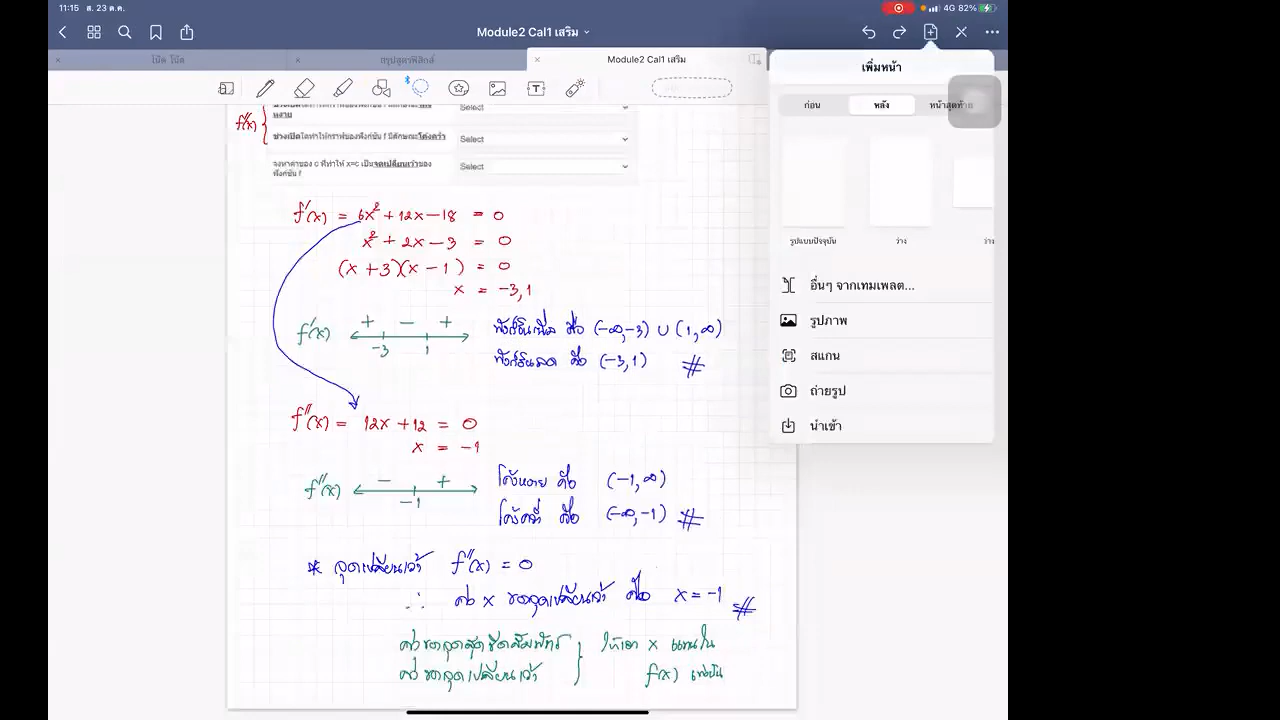 11:15 ส. 23 ต.ค.
4G 82%
Module2 Cal1 เสริม
โน๊ต โน๊ต
สรุปสูตรฟิสิกส์
Module2 Cal1 เสริม
เพิ่มหน้า
ก่อน หลัง หน้าสุดท้าย
รูปแบบปัจจุบัน ว่าง ว่าง
อื่นๆ จากเทมเพลต...
รูปภาพ
สแกน
ถ่ายรูป
นำเข้า
หงาย Select
f''(x) {
ช่วงเปิดใดทำให้กราฟของฟังก์ชัน f มีลักษณะโค้งคว่ำ Select
จงหาค่าของ c ที่ทำให้ x=c เป็นจุดเปลี่ยนเว้าของ Select
ฟังก์ชัน f
f'(x) = 6x² + 12x - 18 = 0
x² + 2x - 3 = 0
(x + 3)(x - 1) = 0
x = -3, 1
f'(x) + - + -3 1
ฟังก์ชันเพิ่ม คือ (-∞,-3) ∪ (1, ∞)
ฟังก์ชันลด คือ (-3, 1) #
f''(x) = 12x + 12 = 0
x = -1
f''(x) - + -1
โค้งหงาย คือ (-1, ∞)
โค้งคว่ำ คือ (-∞, -1) #
* จุดเปลี่ยนเว้า f''(x) = 0
∴ ค่า x ของจุดเปลี่ยนเว้า คือ x = -1 #
ค่าของจุดสุดขีดสัมพัทธ์ } ให้เอา x แทนใน
ค่าของจุดเปลี่ยนเว้า f(x)